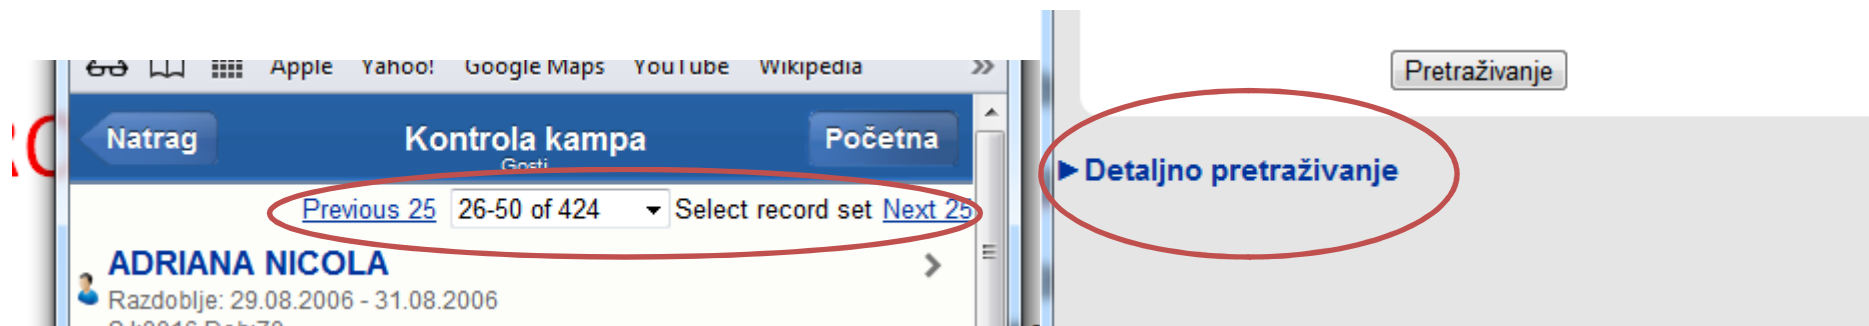 Apple Yahoo! Google Maps YouTube Wikipedia »
Natrag
Kontrola kampa
Početna
Gosti
Previous 25 26-50 of 424 Select record set Next 25
ADRIANA NICOLA
Razdoblje: 29.08.2006 - 31.08.2006
Pretraživanje
Detaljno pretraživanje